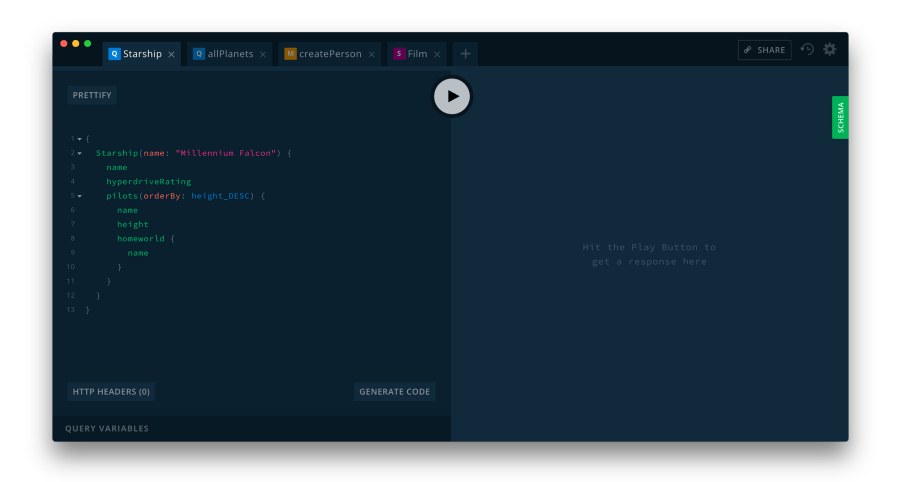 Q Starship × Q allPlanets × M createPerson × S Film × + SHARE
PRETTIFY
SCHEMA
1 {
2 Starship(name: "Millennium Falcon") {
3 name
4 hyperdriveRating
5 pilots(orderBy: height_DESC) {
6 name
7 height
8 homeworld {
9 name
10 }
11 }
12 }
13 }
Hit the Play Button to
get a response here
HTTP HEADERS (0) GENERATE CODE
QUERY VARIABLES